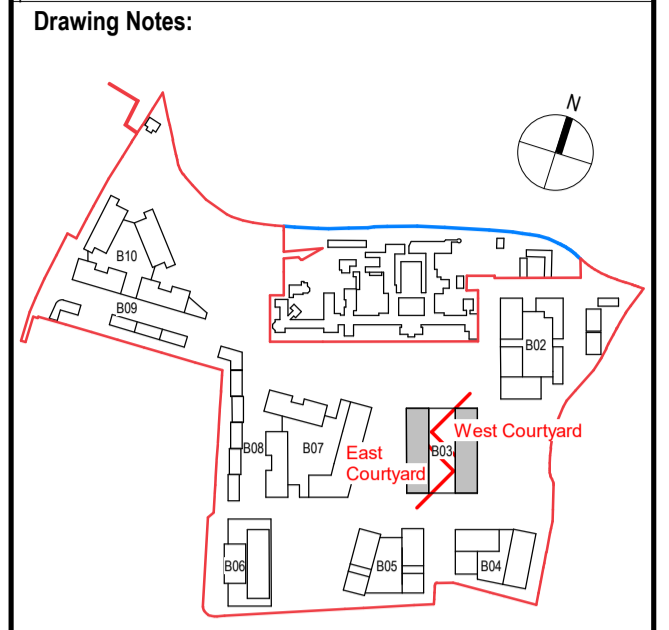 Drawing Notes:
N
B10
B09
B02
B08
B07
East
Courtyard
B03
West Courtyard
B06
B05
B04